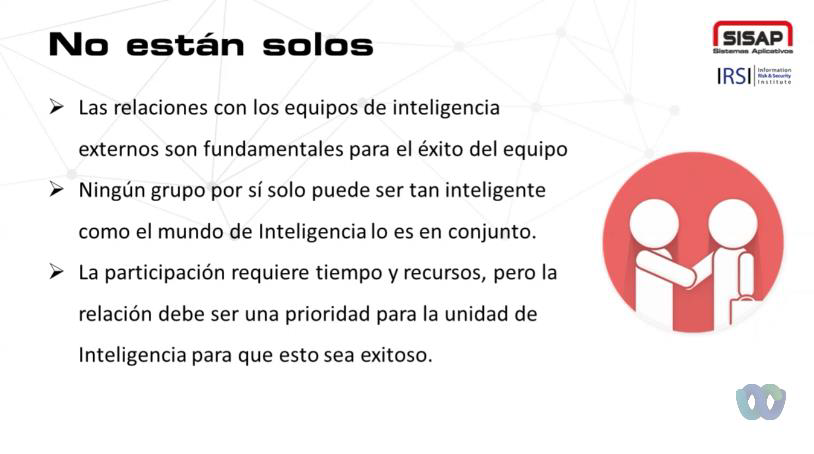 No están solos
SISAP
Sistemas Aplicativos
IRSI Information
Risk & Security
Institute
➢ Las relaciones con los equipos de inteligencia
externos son fundamentales para el éxito del equipo
➢ Ningún grupo por sí solo puede ser tan inteligente
como el mundo de Inteligencia lo es en conjunto.
➢ La participación requiere tiempo y recursos, pero la
relación debe ser una prioridad para la unidad de
Inteligencia para que esto sea exitoso.